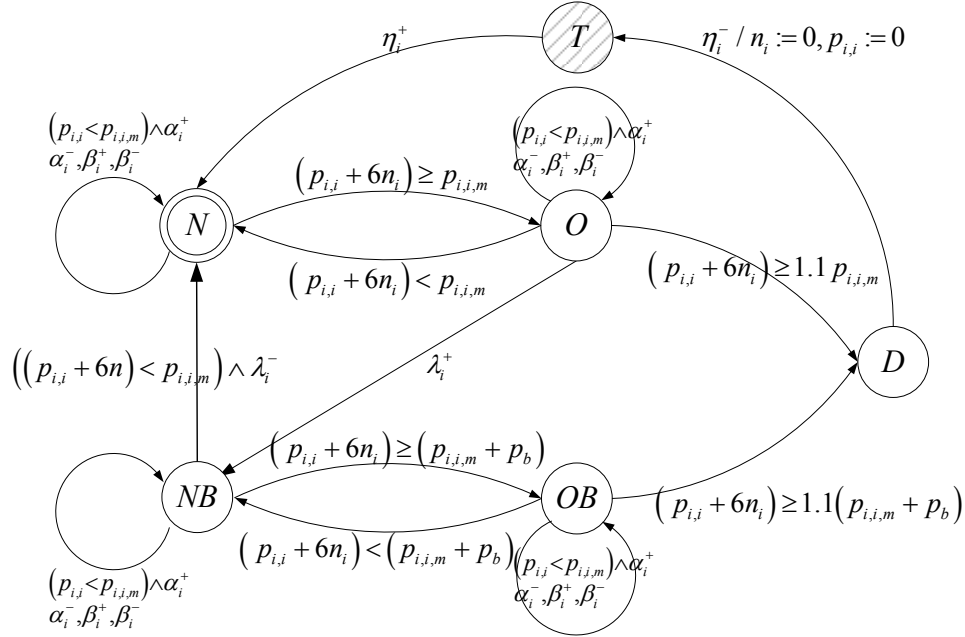 T
η_i^+
η_i^- / n_i := 0, p_{i,i} := 0
(p_{i,i} < p_{i,i,m}) ∧ α_i^+
α_i^-, β_i^+, β_i^-
(p_{i,i} < p_{i,i,m}) ∧ α_i^+
α_i^-, β_i^+, β_i^-
(p_{i,i} + 6n_i) ≥ p_{i,i,m}
N
O
(p_{i,i} + 6n_i) < p_{i,i,m}
(p_{i,i} + 6n_i) ≥ 1.1 p_{i,i,m}
((p_{i,i} + 6n) < p_{i,i,m}) ∧ λ_i^-
λ_i^+
D
(p_{i,i} + 6n_i) ≥ (p_{i,i,m} + p_b)
NB
OB
(p_{i,i} + 6n_i) ≥ 1.1(p_{i,i,m} + p_b)
(p_{i,i} + 6n_i) < (p_{i,i,m} + p_b)
(p_{i,i} < p_{i,i,m}) ∧ α_i^+
α_i^-, β_i^+, β_i^-
(p_{i,i} < p_{i,i,m}) ∧ α_i^+
α_i^-, β_i^+, β_i^-